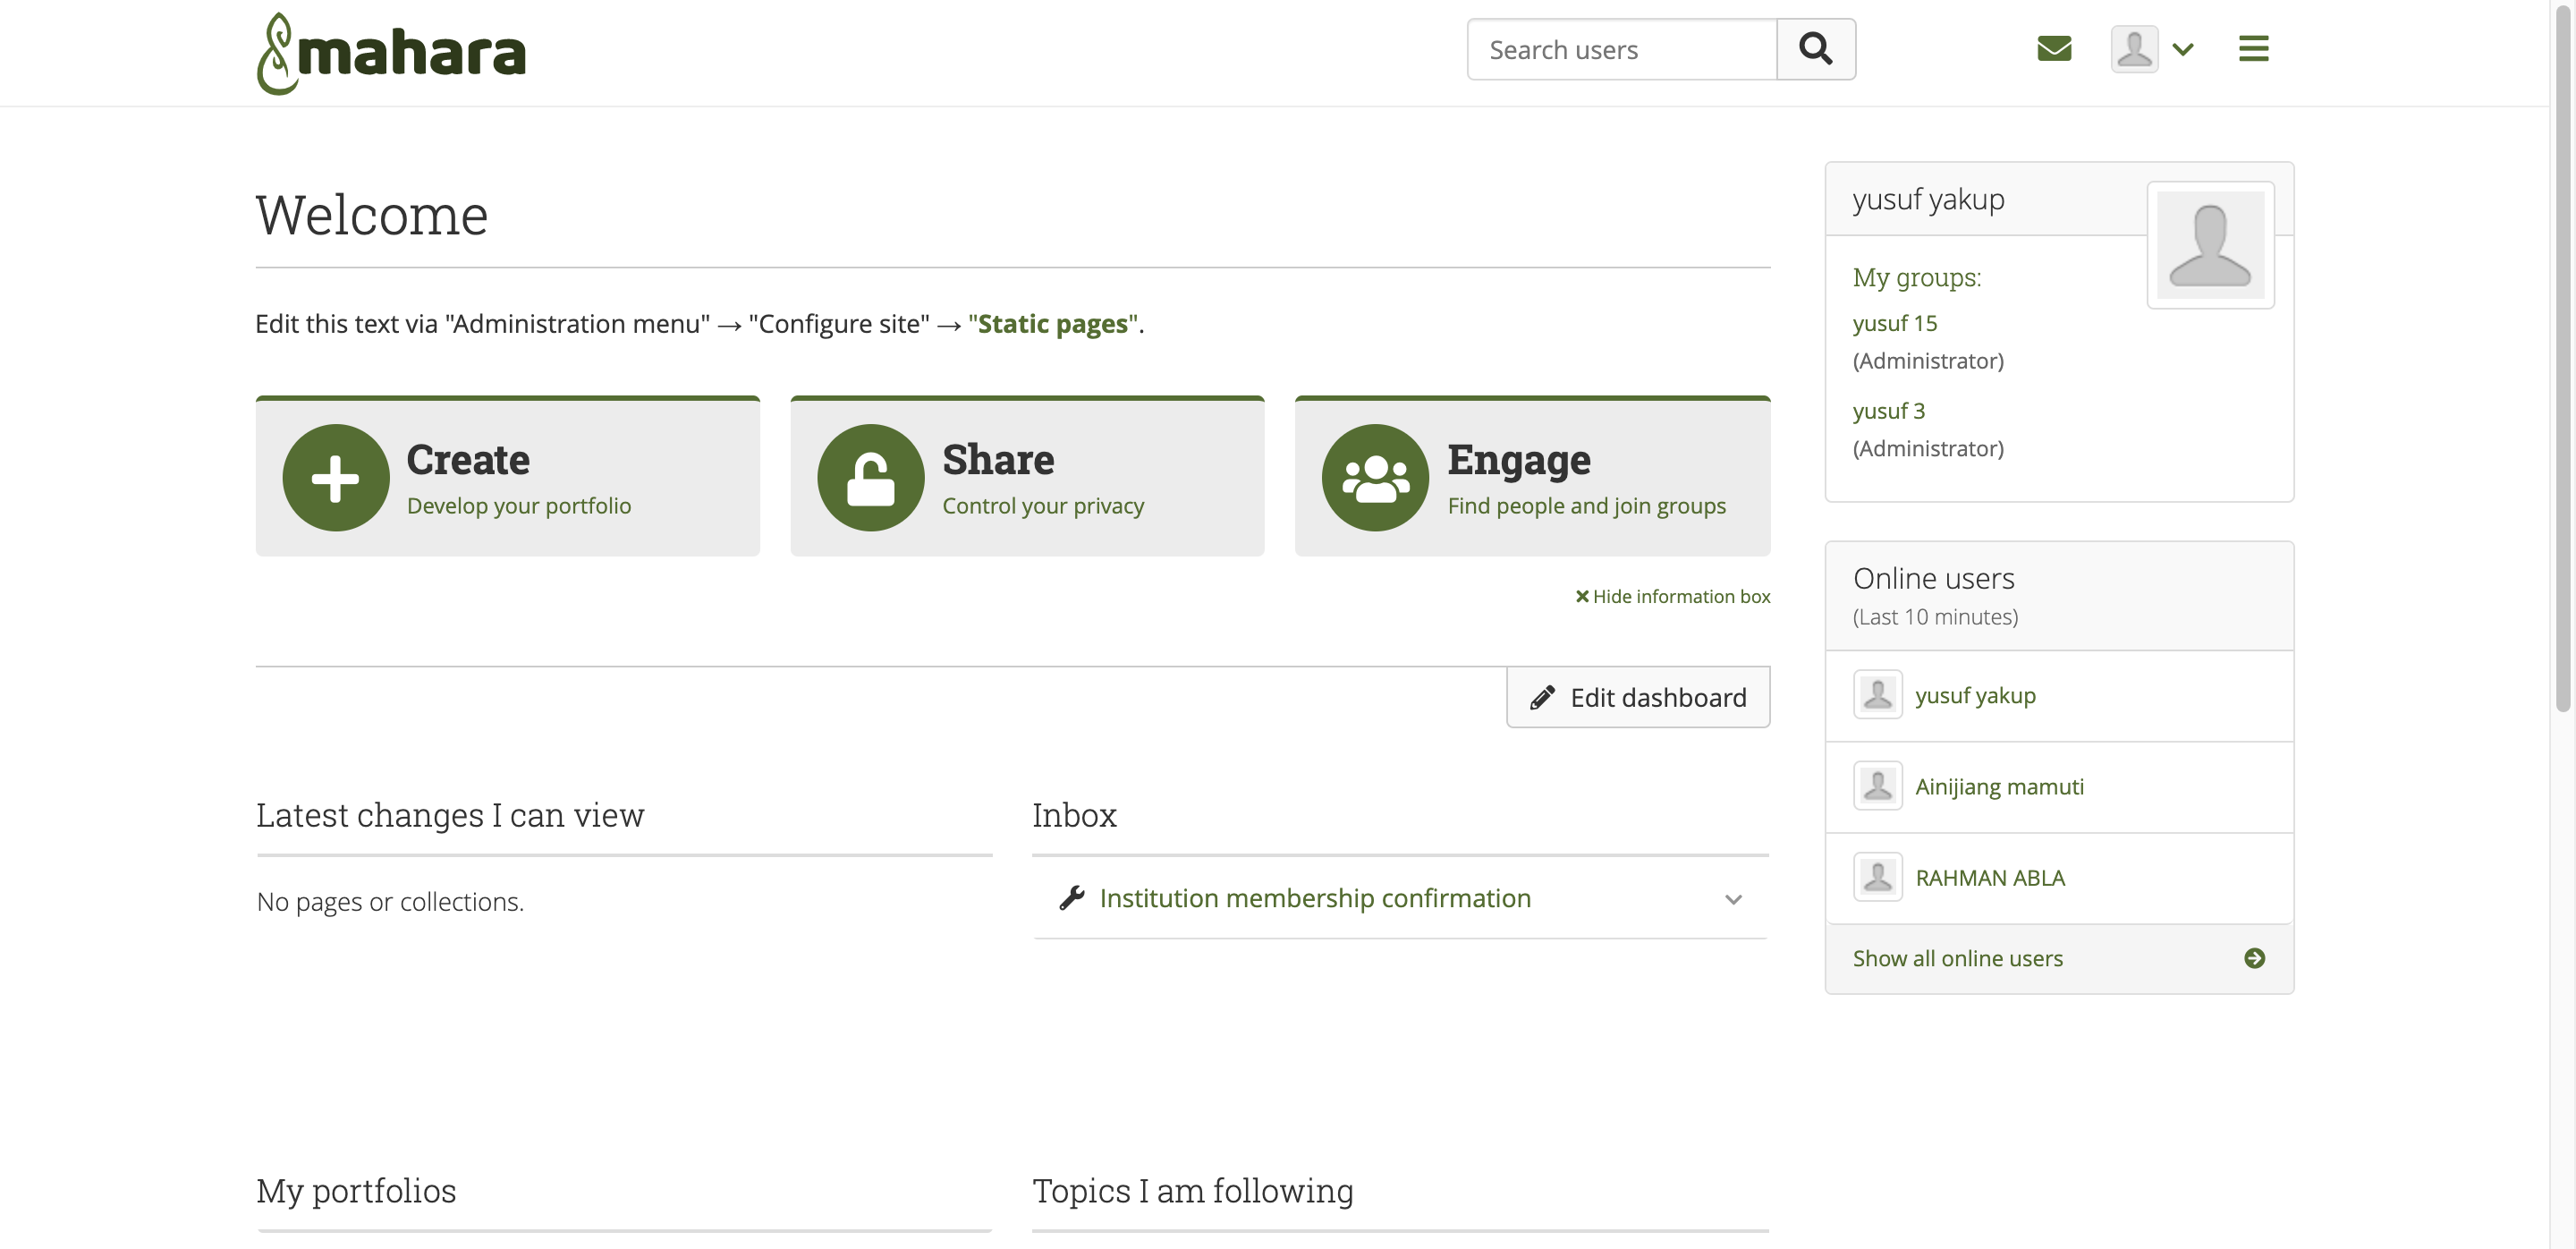 mahara
Search users
Welcome
Edit this text via "Administration menu" → "Configure site" → "Static pages".
Create
Develop your portfolio
Share
Control your privacy
Engage
Find people and join groups
Hide information box
Edit dashboard
Latest changes I can view
No pages or collections.
Inbox
Institution membership confirmation
My portfolios
Topics I am following
yusuf yakup
My groups:
yusuf 15
(Administrator)
yusuf 3
(Administrator)
Online users
(Last 10 minutes)
yusuf yakup
Ainijiang mamuti
RAHMAN ABLA
Show all online users